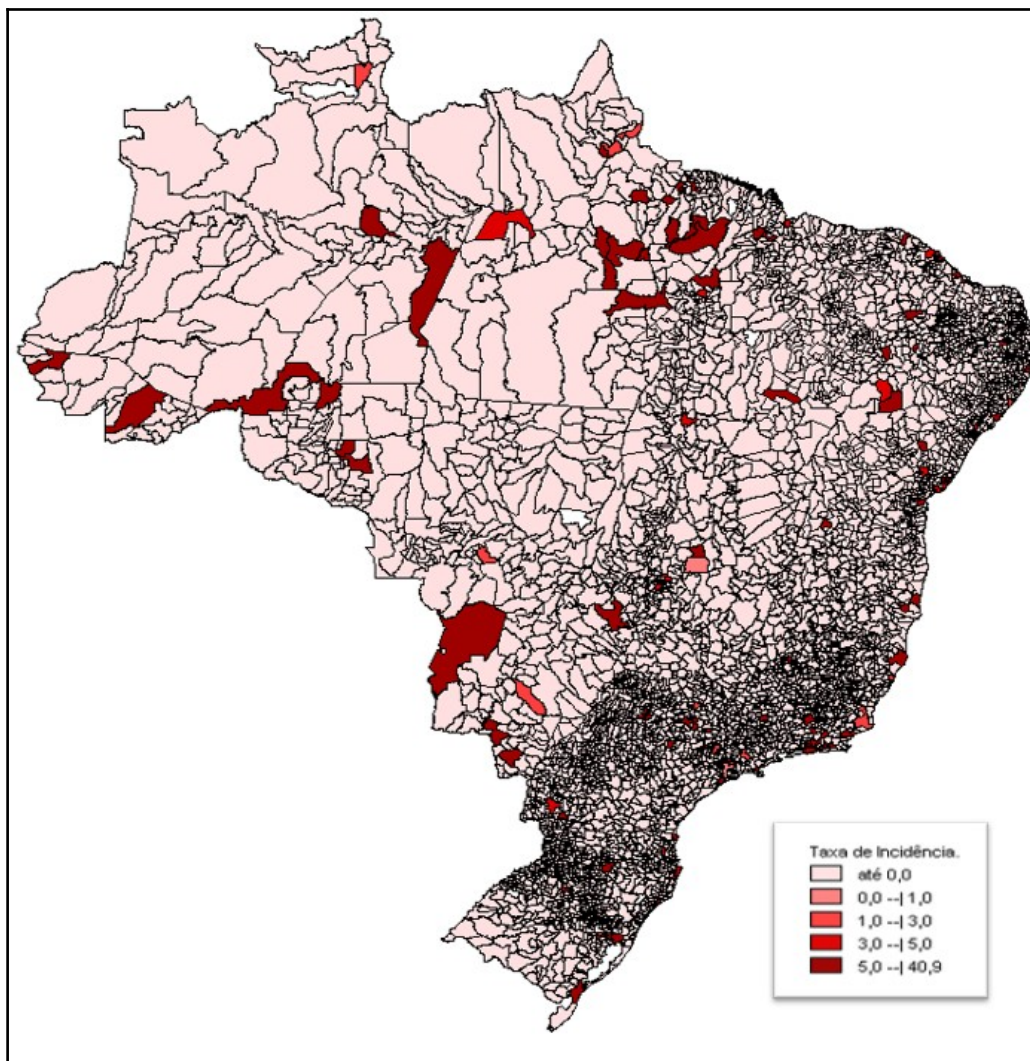 Taxa de Incidência.
até 0,0
0,0 --| 1,0
1,0 --| 3,0
3,0 --| 5,0
5,0 --| 40,9